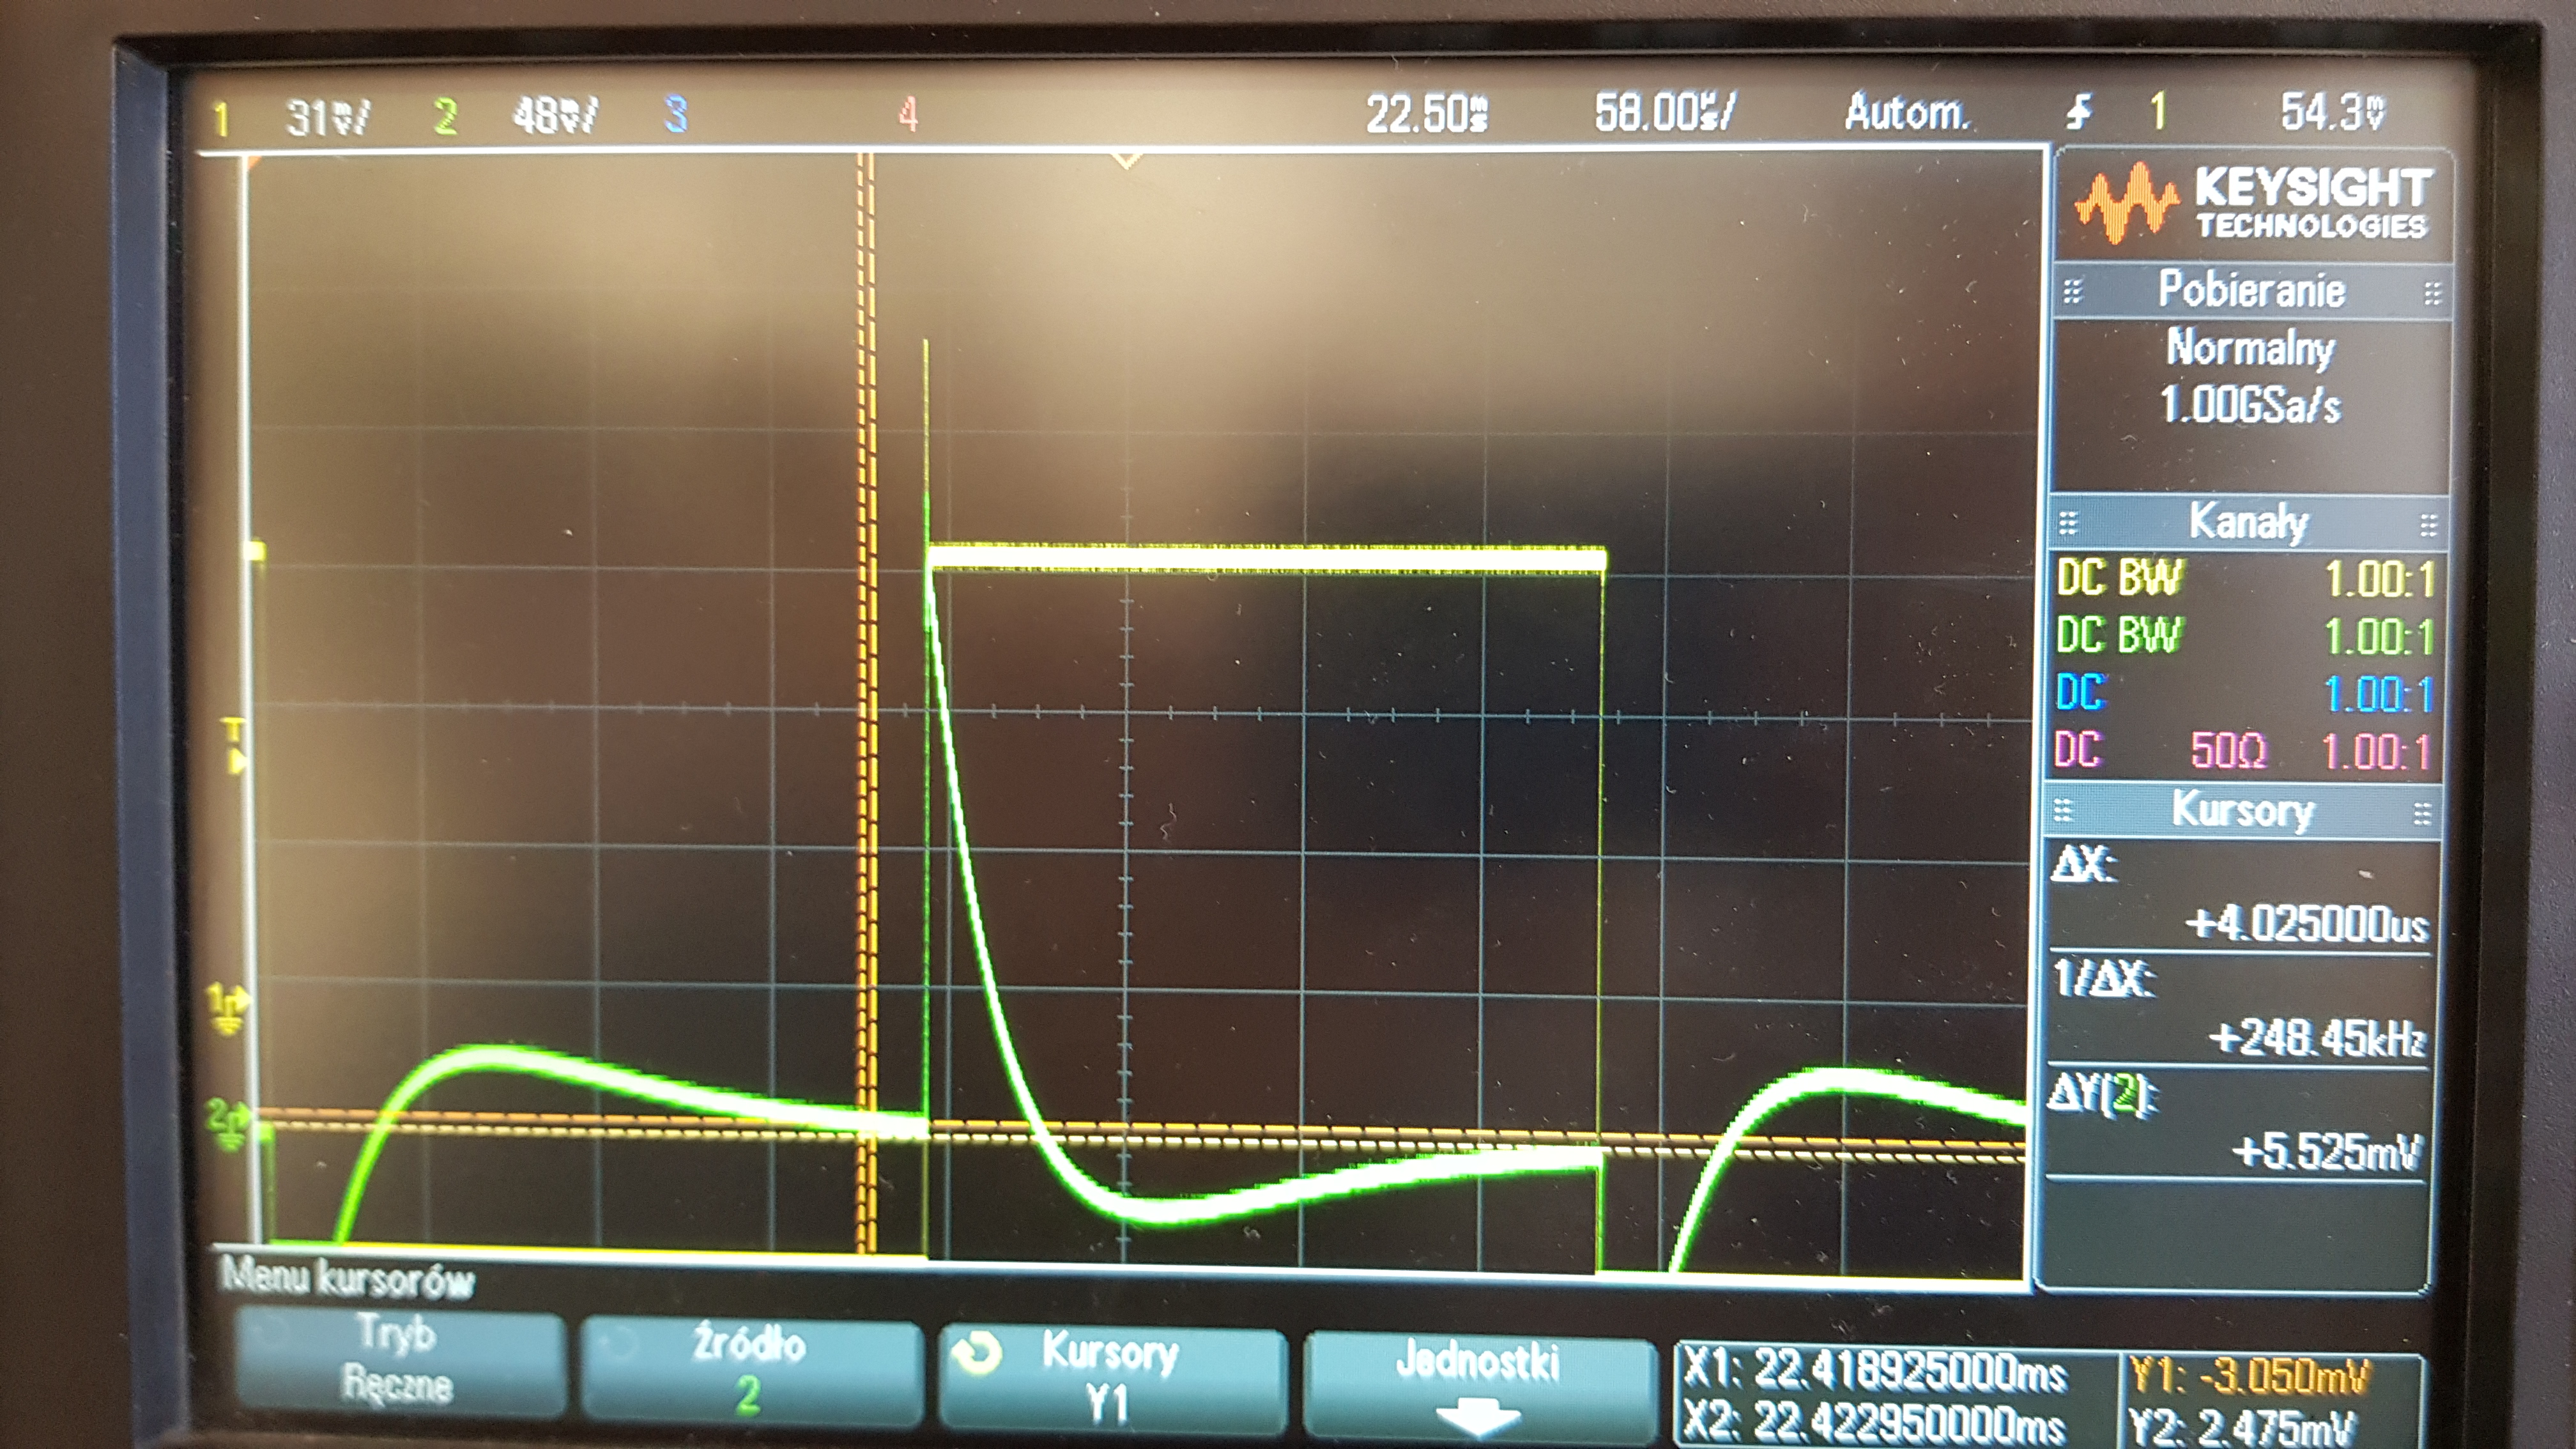 1 31mV/ 2 48mV/ 3 4 22.50ms 58.00µs/ Autom. 1 54.3mV
KEYSIGHT
TECHNOLOGIES
Pobieranie
Normalny
1.00GSa/s
Kanały
DC BW 1.00:1
DC BW 1.00:1
DC 1.00:1
DC 50Ω 1.00:1
Kursory
ΔX:
+4.025000us
1/ΔX:
+248.45kHz
ΔY(2):
+5.525mV
T
1
2
Menu kursorów
Tryb
Ręczne
Źródło
2
Kursory
Y1
Jednostki
X1: 22.418925000ms
X2: 22.422950000ms
Y1: -3.050mV
Y2: 2.475mV